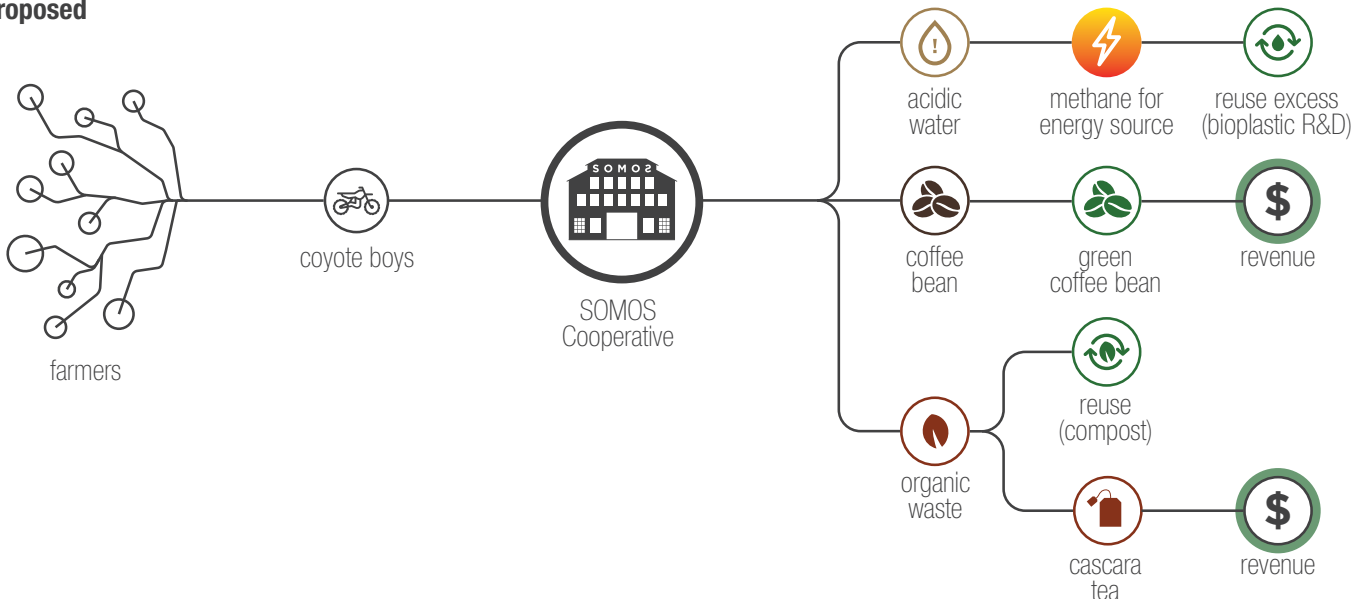 roposed
acidic
water
methane for
energy source
reuse excess
(bioplastic R&D)
!
SOMOS
$
coyote boys
coffee
bean
green
coffee bean
revenue
SOMOS
Cooperative
farmers
reuse
(compost)
organic
waste
$
cascara
tea
revenue